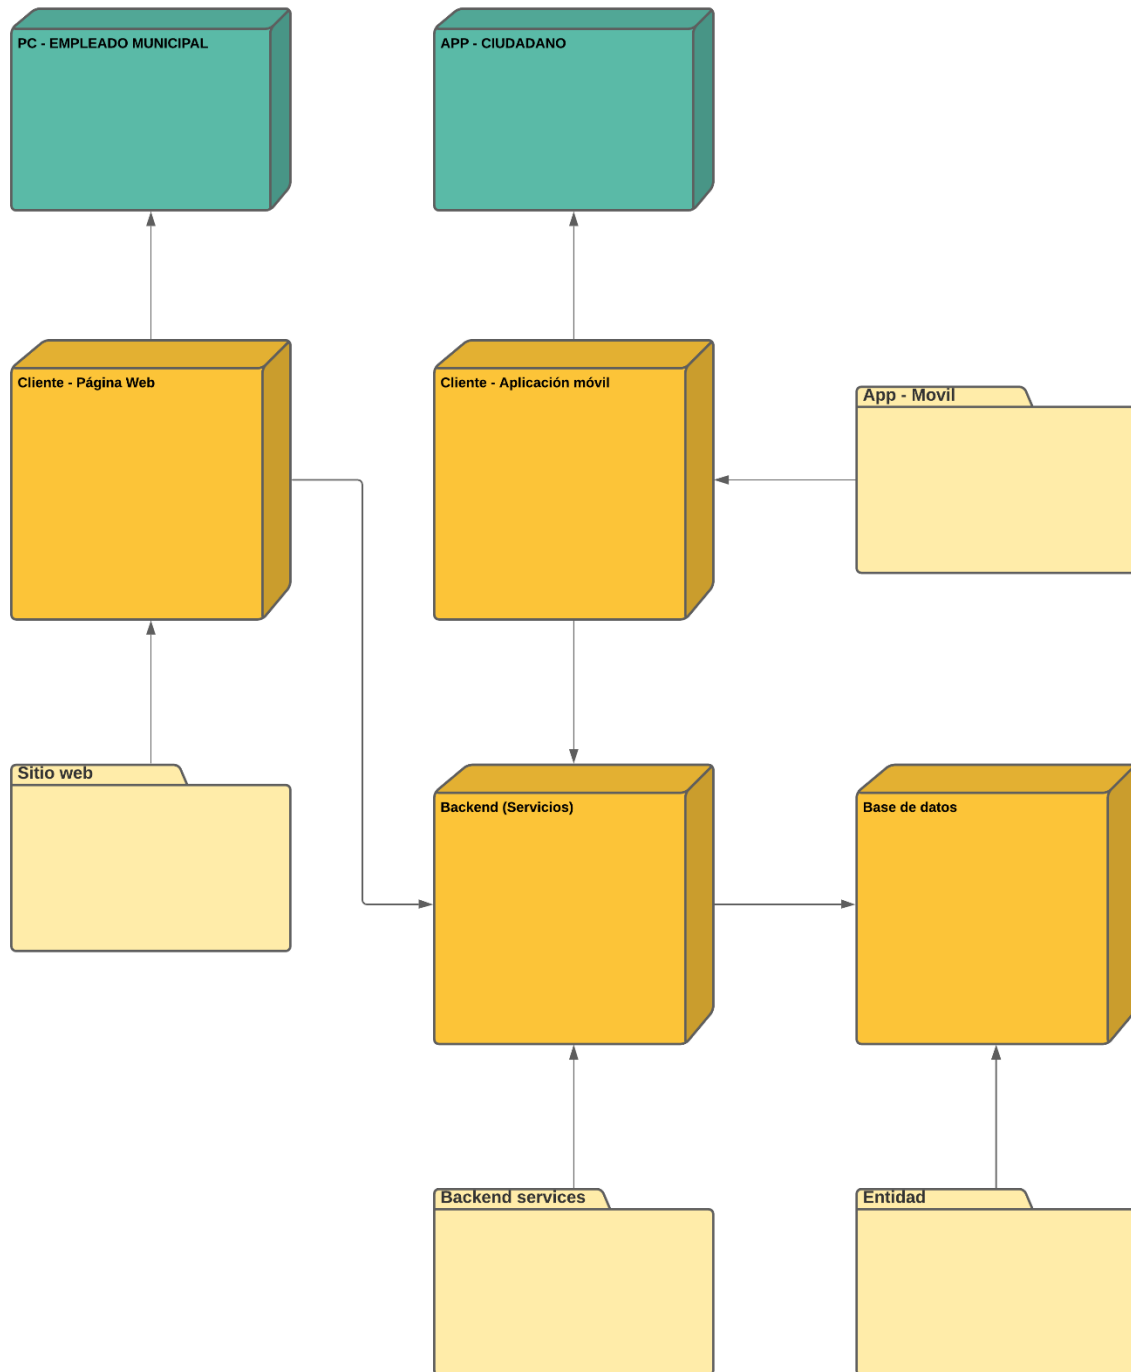 PC - EMPLEADO MUNICIPAL
APP - CIUDADANO
Cliente - Página Web
Cliente - Aplicación móvil
App - Movil
Sitio web
Backend (Servicios)
Base de datos
Backend services
Entidad